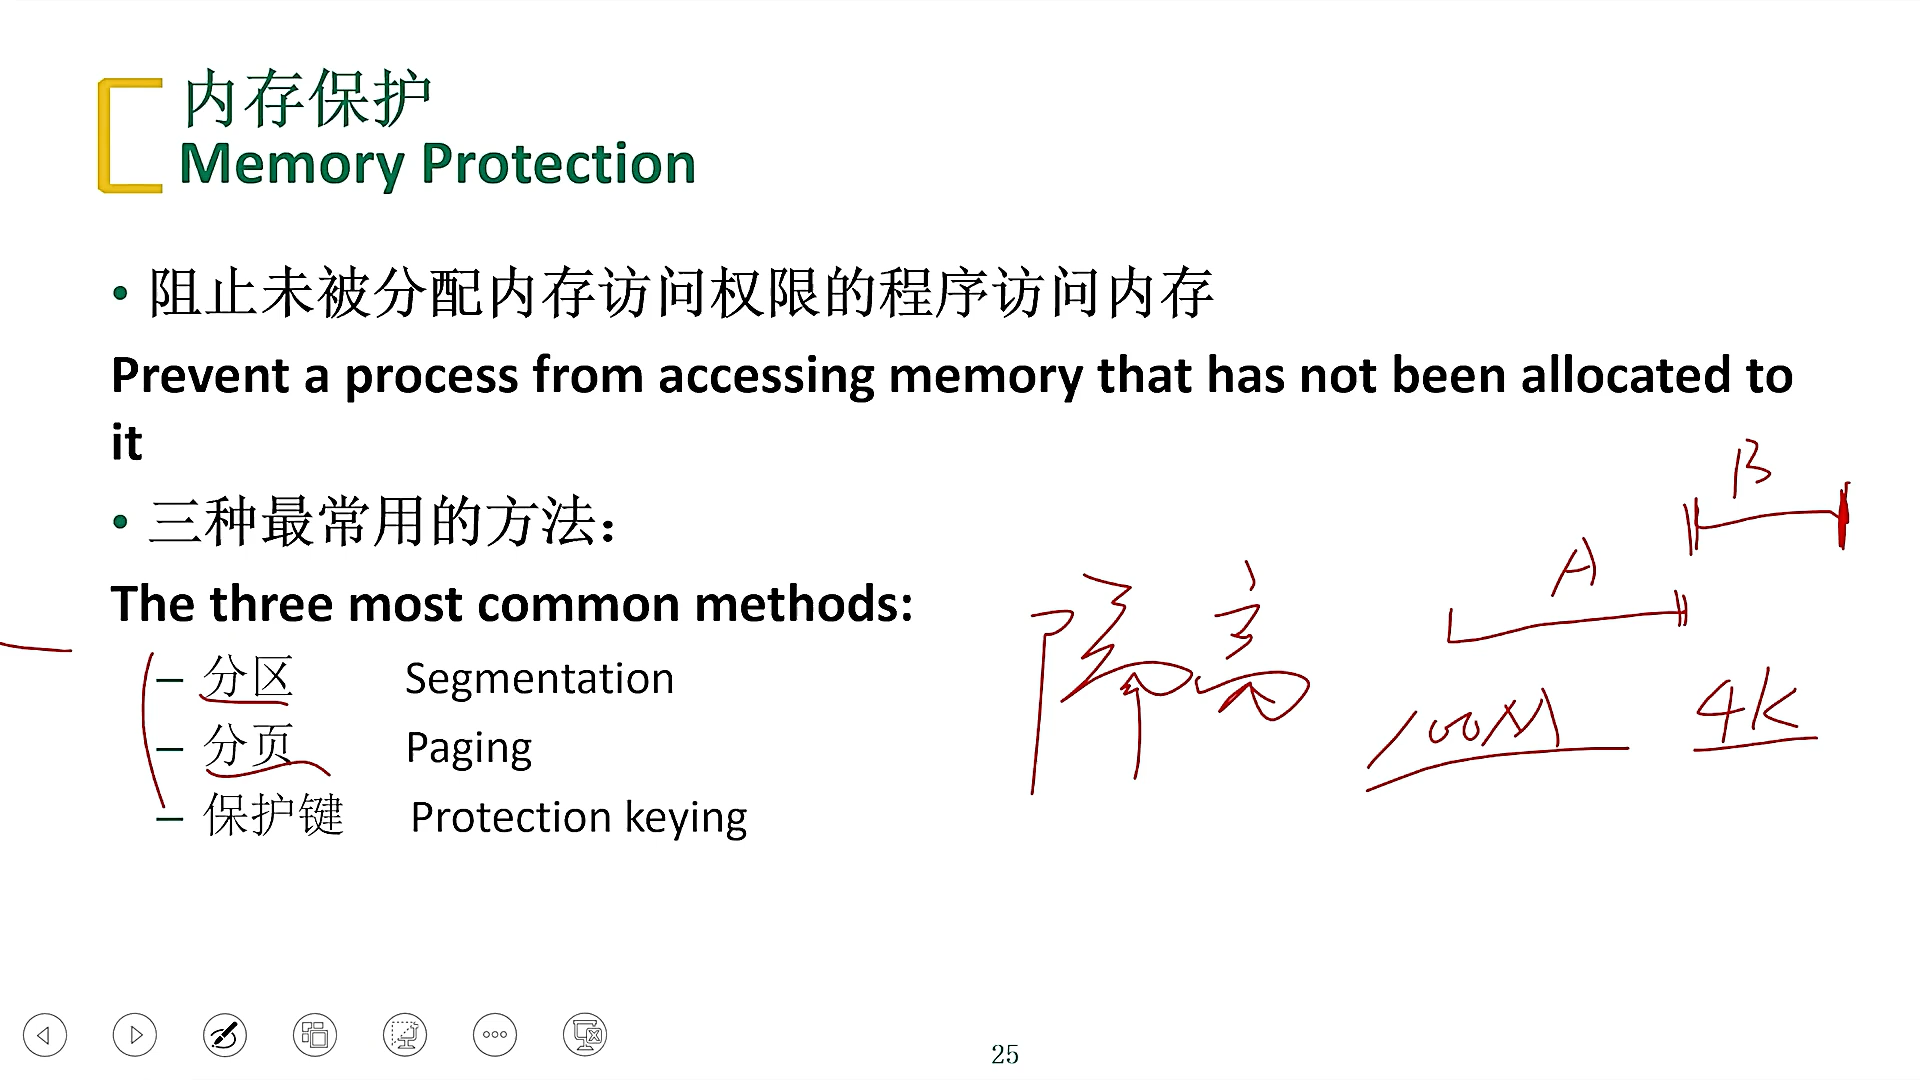 内存保护
Memory Protection
• 阻止未被分配内存访问权限的程序访问内存
Prevent a process from accessing memory that has not been allocated to
it
• 三种最常用的方法：
The three most common methods:
– 分区 Segmentation
– 分页 Paging
– 保护键 Protection keying
B
A
100M 4K
25